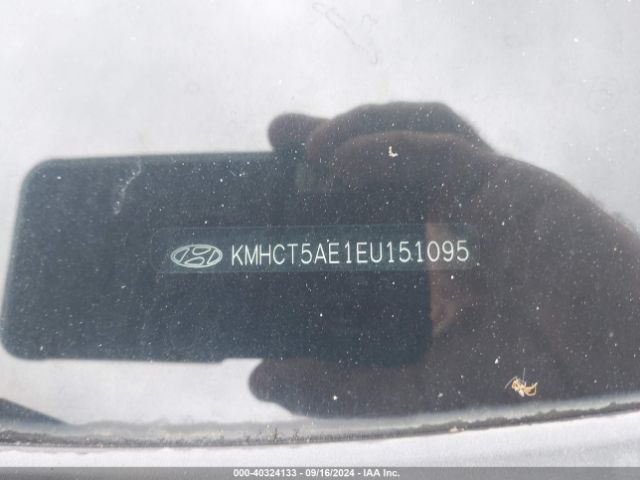 KMHCT5AE1EU151095
000-40324133 - 09/16/2024 - IAA Inc.